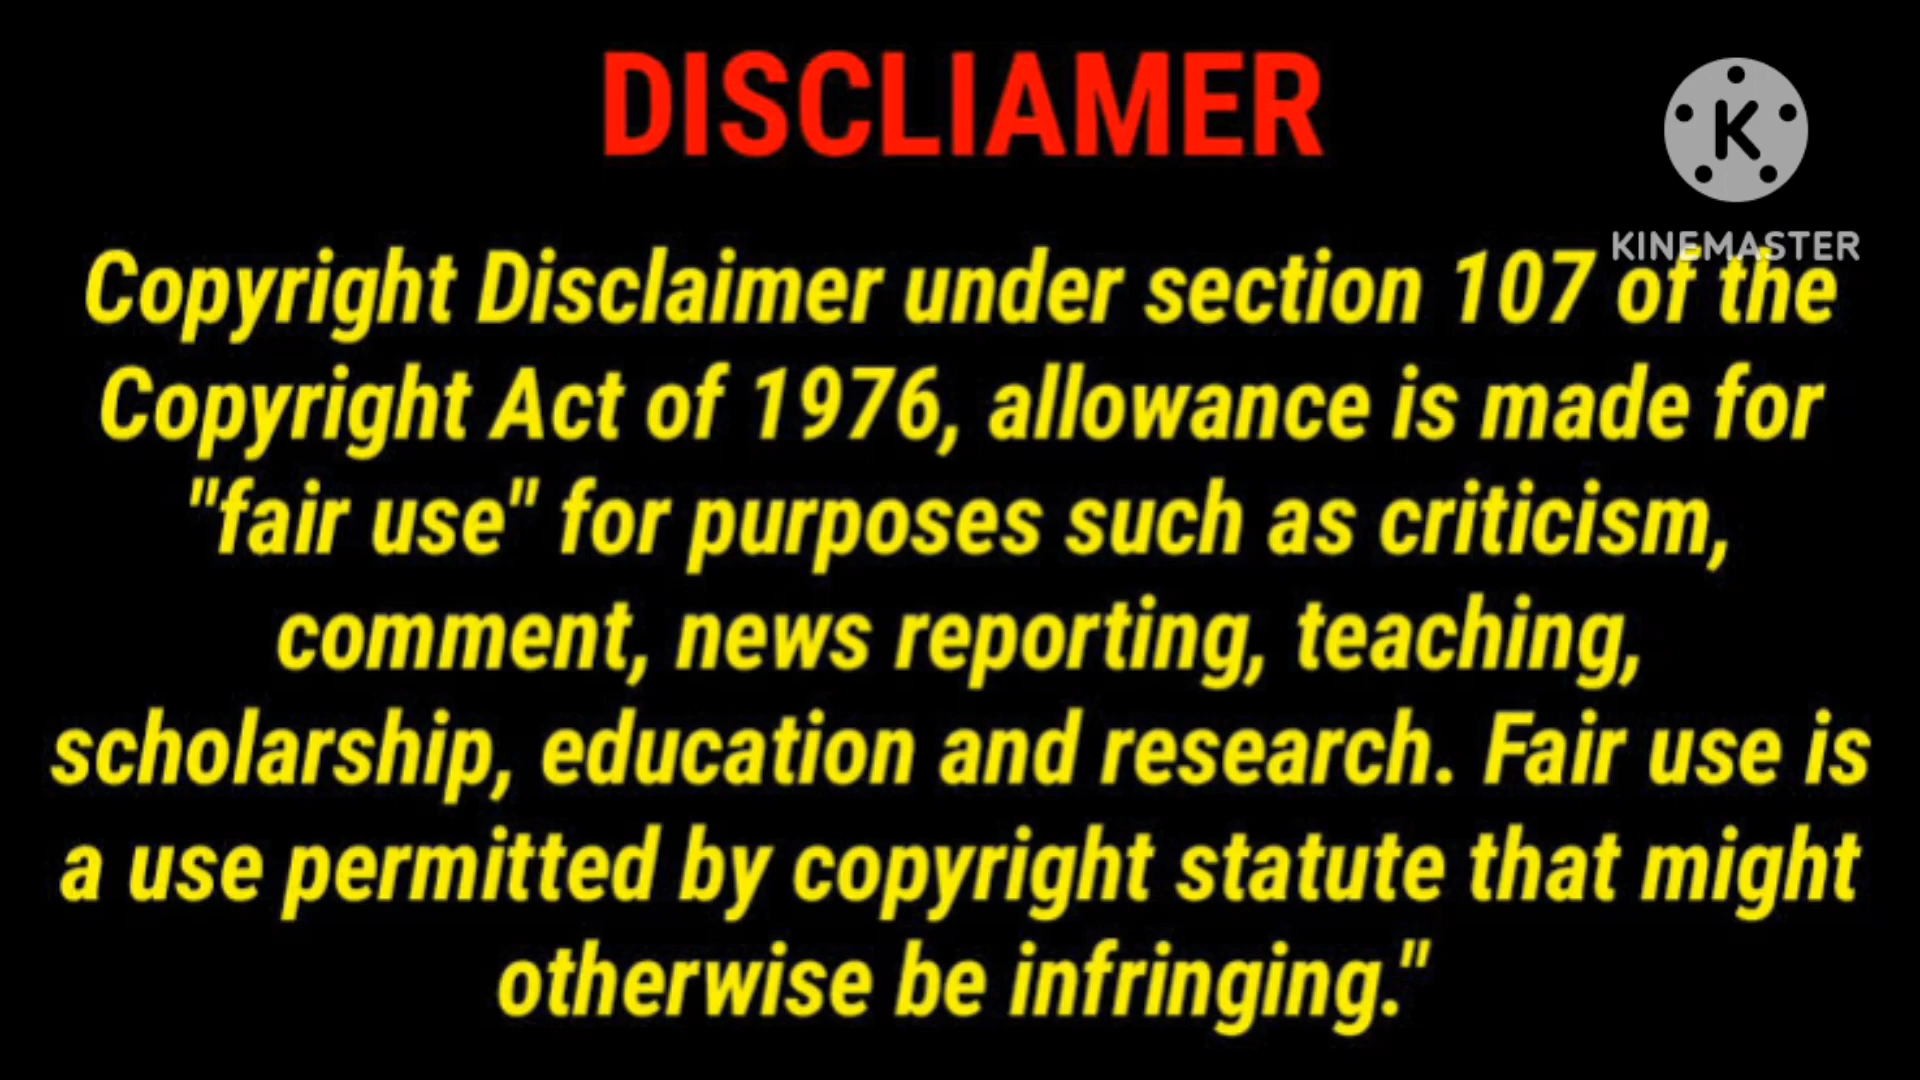 DISCLIAMER
K
KINEMASTER
Copyright Disclaimer under section 107 of the
Copyright Act of 1976, allowance is made for
"fair use" for purposes such as criticism,
comment, news reporting, teaching,
scholarship, education and research. Fair use is
a use permitted by copyright statute that might
otherwise be infringing."